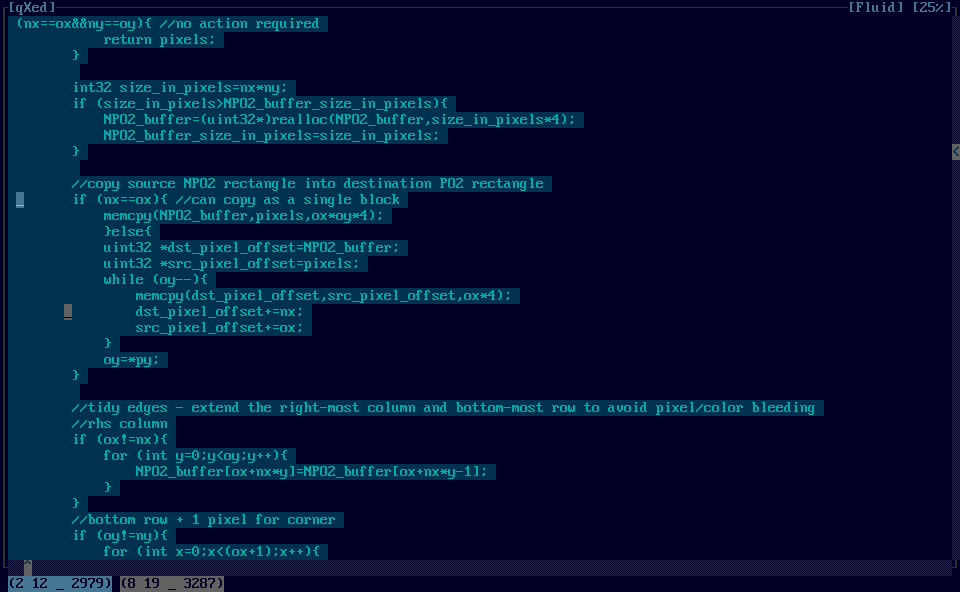 [qXed] [Fluid] [25%]
(nx==ox&&ny==oy){ //no action required
return pixels;
}
int32 size_in_pixels=nx*ny;
if (size_in_pixels>NPO2_buffer_size_in_pixels){
NPO2_buffer=(uint32*)realloc(NPO2_buffer,size_in_pixels*4);
NPO2_buffer_size_in_pixels=size_in_pixels;
}
<
//copy source NPO2 rectangle into destination PO2 rectangle
if (nx==ox){ //can copy as a single block
memcpy(NPO2_buffer,pixels,ox*oy*4);
}else{
uint32 *dst_pixel_offset=NPO2_buffer;
uint32 *src_pixel_offset=pixels;
while (oy--){
memcpy(dst_pixel_offset,src_pixel_offset,ox*4);
dst_pixel_offset+=nx;
src_pixel_offset+=ox;
}
oy=*py;
}
//tidy edges - extend the right-most column and bottom-most row to avoid pixel/color bleeding
//rhs column
if (ox!=nx){
for (int y=0;y<oy;y++){
NPO2_buffer[ox+nx*y]=NPO2_buffer[ox+nx*y-1];
}
}
//bottom row + 1 pixel for corner
if (oy!=ny){
for (int x=0;x<(ox+1);x++){
^
(2 12 _ 2979) (8 19 _ 3287)